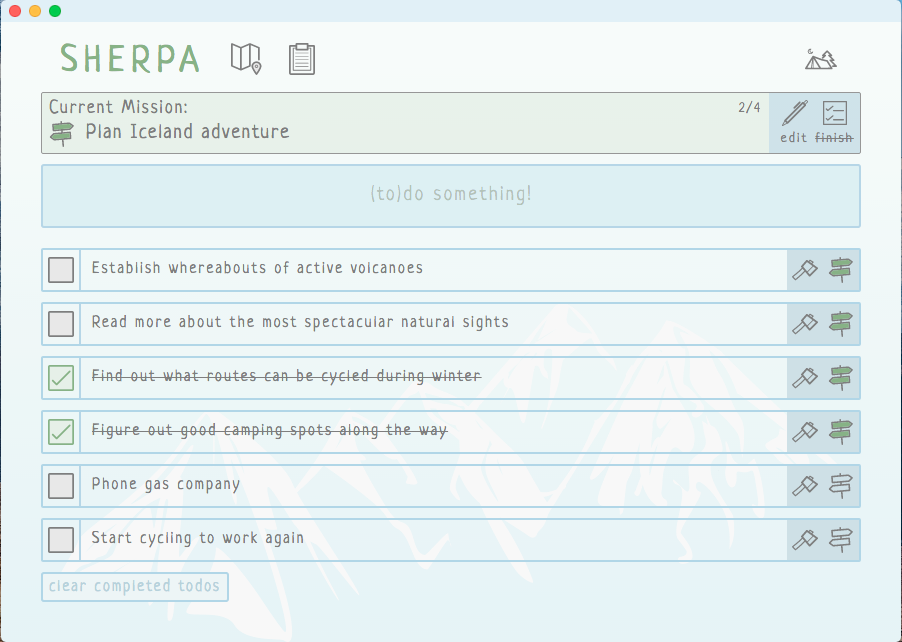 SHERPA
Current Mission:
2/4
Plan Iceland adventure
edit finish
(to)do something!
Establish whereabouts of active volcanoes
Read more about the most spectacular natural sights
Find out what routes can be cycled during winter
Figure out good camping spots along the way
Phone gas company
Start cycling to work again
clear completed todos